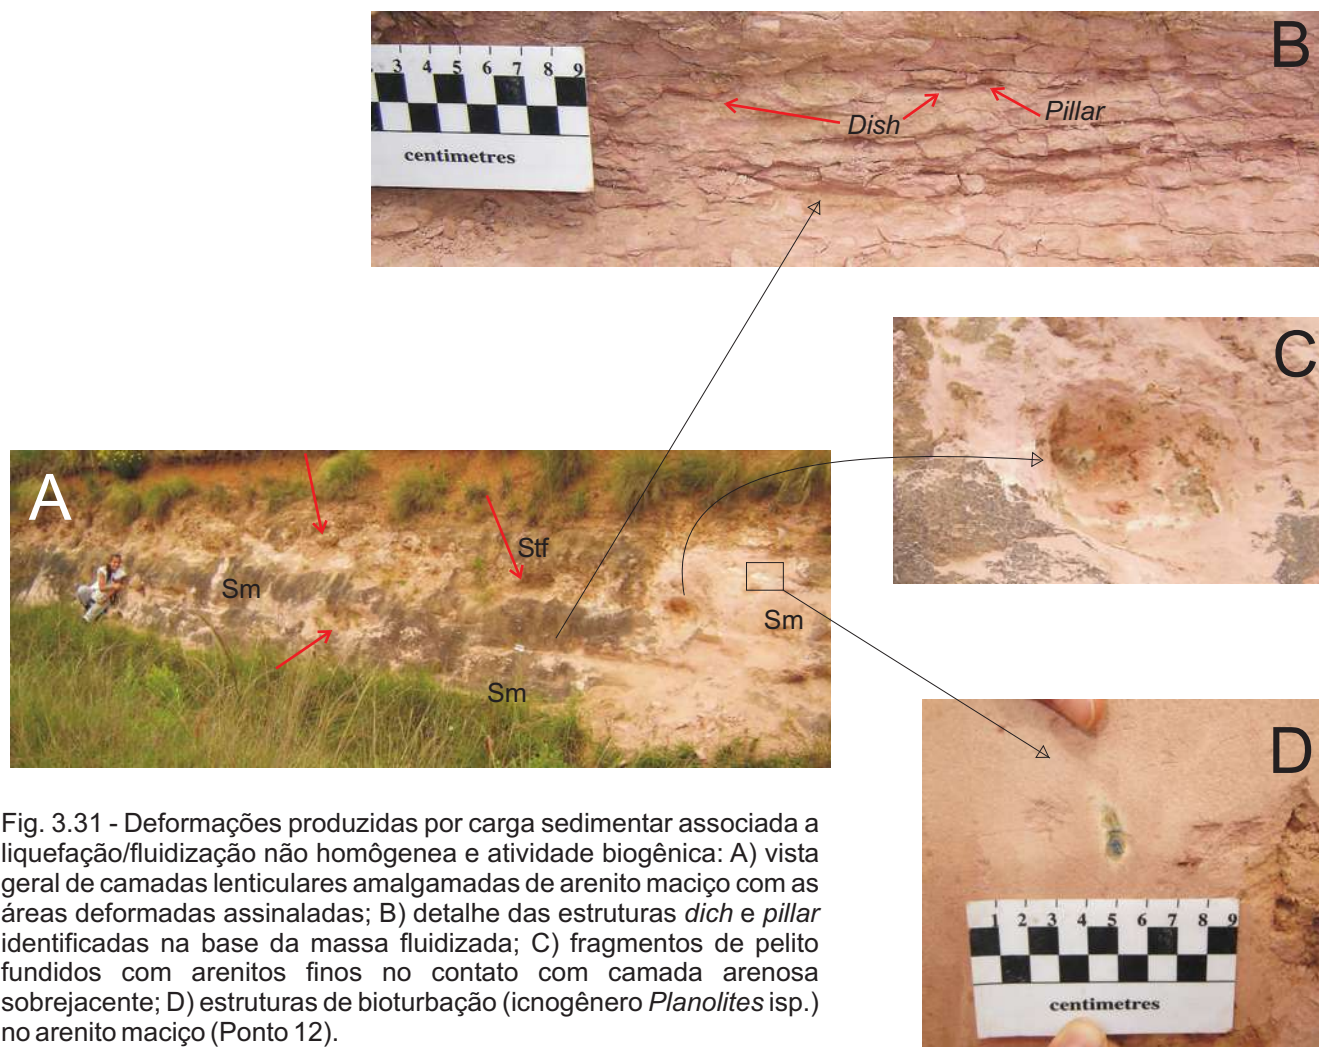 B
3 4 5 6 7 8 9
centimetres
Dish
Pillar
C
A
Stf
Sm
Sm
Sm
D
1 2 3 4 5 6 7 8 9
centimetres
Fig. 3.31 - Deformações produzidas por carga sedimentar associada a
liquefação/fluidização não homôgenea e atividade biogênica: A) vista
geral de camadas lenticulares amalgamadas de arenito maciço com as
áreas deformadas assinaladas; B) detalhe das estruturas dich e pillar
identificadas na base da massa fluidizada; C) fragmentos de pelito
fundidos com arenitos finos no contato com camada arenosa
sobrejacente; D) estruturas de bioturbação (icnogênero Planolites isp.)
no arenito maciço (Ponto 12).